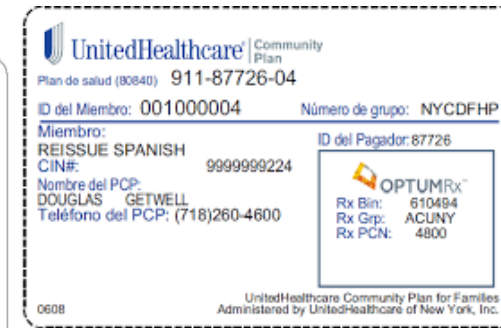 UnitedHealthcare Community Plan
Plan de salud (80840) 911-87726-04
ID del Miembro: 001000004 Número de grupo: NYCDFHP
Miembro:
REISSUE SPANISH
CIN#: 9999999224
Nombre del PCP:
DOUGLAS GETWELL
Teléfono del PCP: (718)260-4600
ID del Pagador: 87726
OPTUMRx™
Rx Bin: 610494
Rx Grp: ACUNY
Rx PCN: 4800
0608
UnitedHealthcare Community Plan for Families
Administered by UnitedHealthcare of New York, Inc.